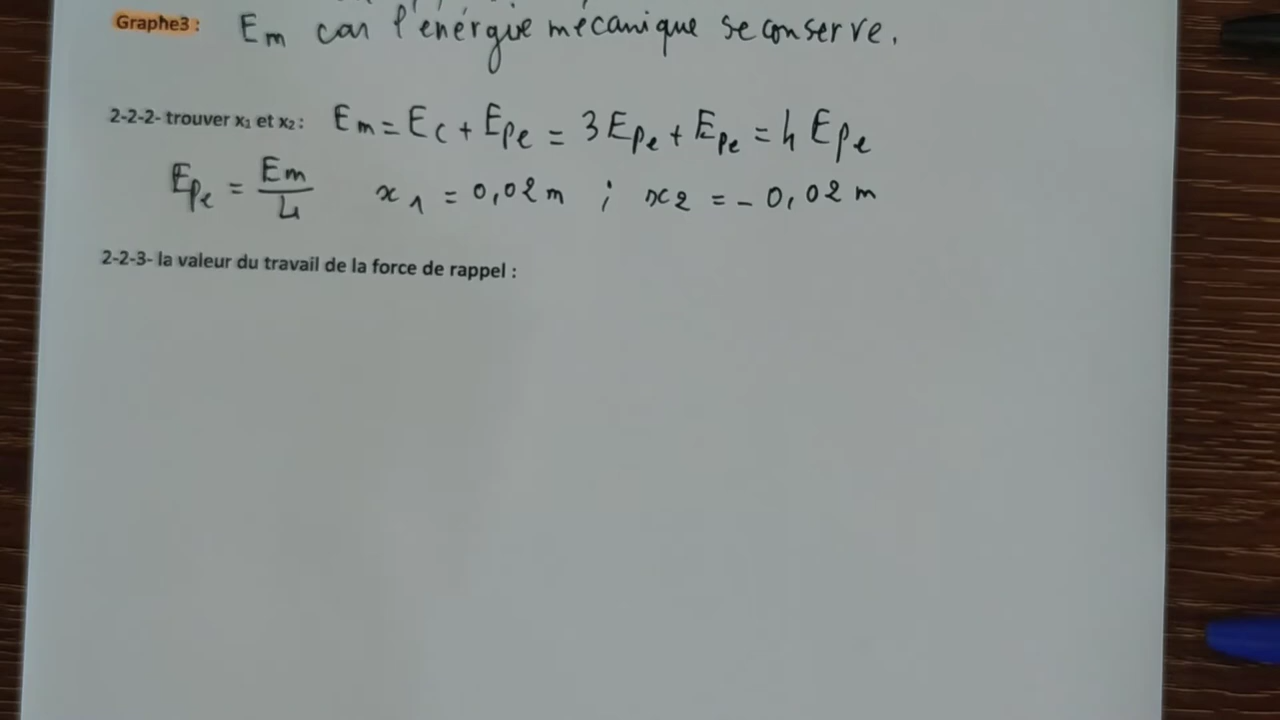 Graphe3 : Em car l'énergie mécanique se conserve.
2-2-2- trouver x₁ et x₂ : Em = Ec + Epe = 3 Epe + Epe = 4 Epe
Epe = Em/4 x1 = 0,02 m ; x2 = - 0,02 m
2-2-3- la valeur du travail de la force de rappel :